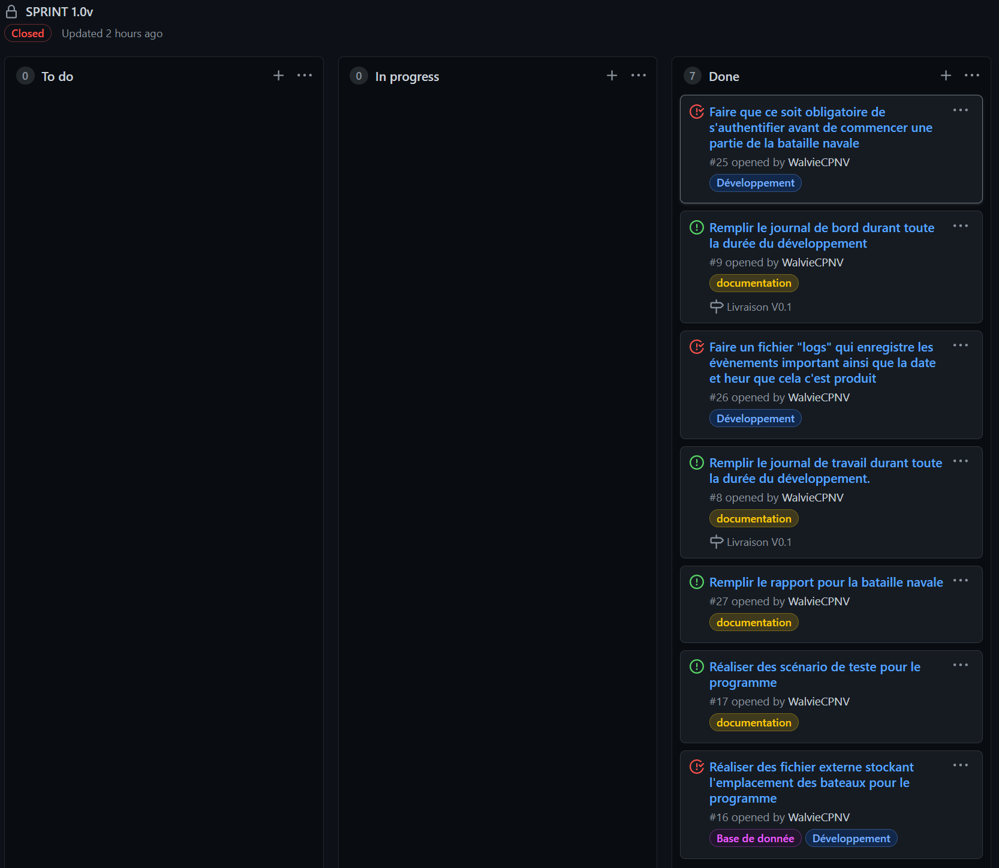 SPRINT 1.0v
Closed Updated 2 hours ago
0 To do
0 In progress
7 Done
Faire que ce soit obligatoire de
s'authentifier avant de commencer une
partie de la bataille navale
#25 opened by WalvieCPNV
Développement
Remplir le journal de bord durant toute
la durée du développement
#9 opened by WalvieCPNV
documentation
Livraison V0.1
Faire un fichier "logs" qui enregistre les
évènements important ainsi que la date
et heur que cela c'est produit
#26 opened by WalvieCPNV
Développement
Remplir le journal de travail durant toute
la durée du développement.
#8 opened by WalvieCPNV
documentation
Livraison V0.1
Remplir le rapport pour la bataille navale
#27 opened by WalvieCPNV
documentation
Réaliser des scénario de teste pour le
programme
#17 opened by WalvieCPNV
documentation
Réaliser des fichier externe stockant
l'emplacement des bateaux pour le
programme
#16 opened by WalvieCPNV
Base de donnée Développement